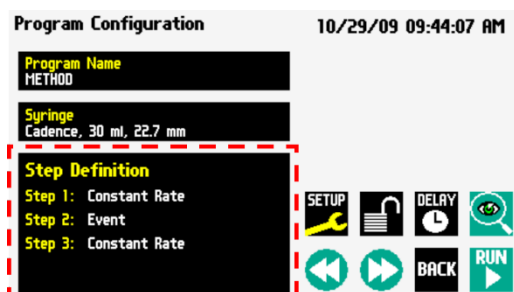 Program Configuration 10/29/09 09:44:07 AM
Program Name
METHOD
Syringe
Cadence, 30 ml, 22.7 mm
Step Definition
Step 1: Constant Rate
Step 2: Event
Step 3: Constant Rate
SETUP
DELAY
BACK
RUN